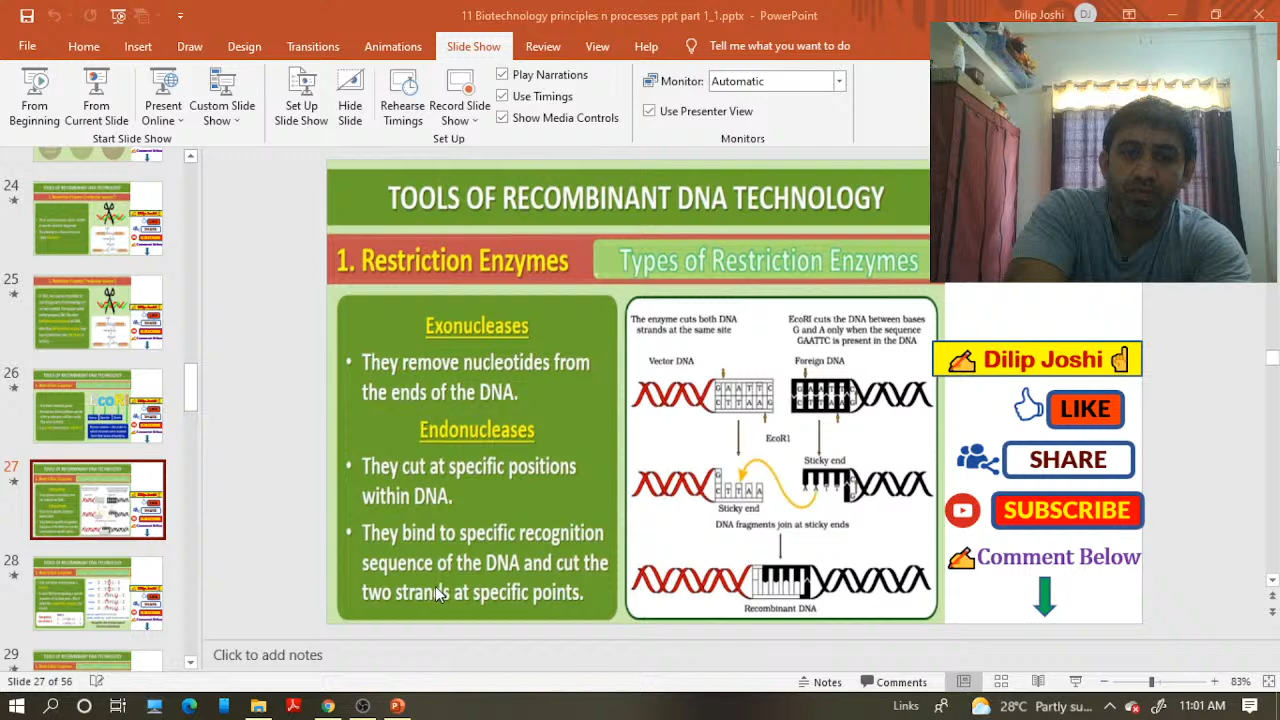 11 Biotechnology principles n processes ppt part 1_1.pptx - PowerPoint
Dilip Joshi
File Home Insert Draw Design Transitions Animations Slide Show Review View Help Tell me what you want to do
From Beginning
From Current Slide
Present Online
Custom Slide Show
Start Slide Show
Set Up Slide Show
Hide Slide
Rehearse Timings
Record Slide Show
Play Narrations
Use Timings
Show Media Controls
Set Up
Monitor: Automatic
Use Presenter View
Monitors
24
25
26
27
28
29
TOOLS OF RECOMBINANT DNA TECHNOLOGY
1. Restriction Enzymes
Types of Restriction Enzymes
Exonucleases
• They remove nucleotides from
the ends of the DNA.
Endonucleases
• They cut at specific positions
within DNA.
• They bind to specific recognition
sequence of the DNA and cut the
two strands at specific points.
The enzyme cuts both DNA
strands at the same site
EcoRI cuts the DNA between bases
G and A only when the sequence
GAATTC is present in the DNA
Vector DNA
Foreign DNA
GAATTC
CTTAAG
EcoR1
Sticky end
CTTAA
Sticky end
DNA fragments join at sticky ends
Recombinant DNA
Dilip Joshi
LIKE
SHARE
SUBSCRIBE
Comment Below
Click to add notes
Slide 27 of 56
Notes
Comments
83%
Links
28°C Partly sunny
11:01 AM